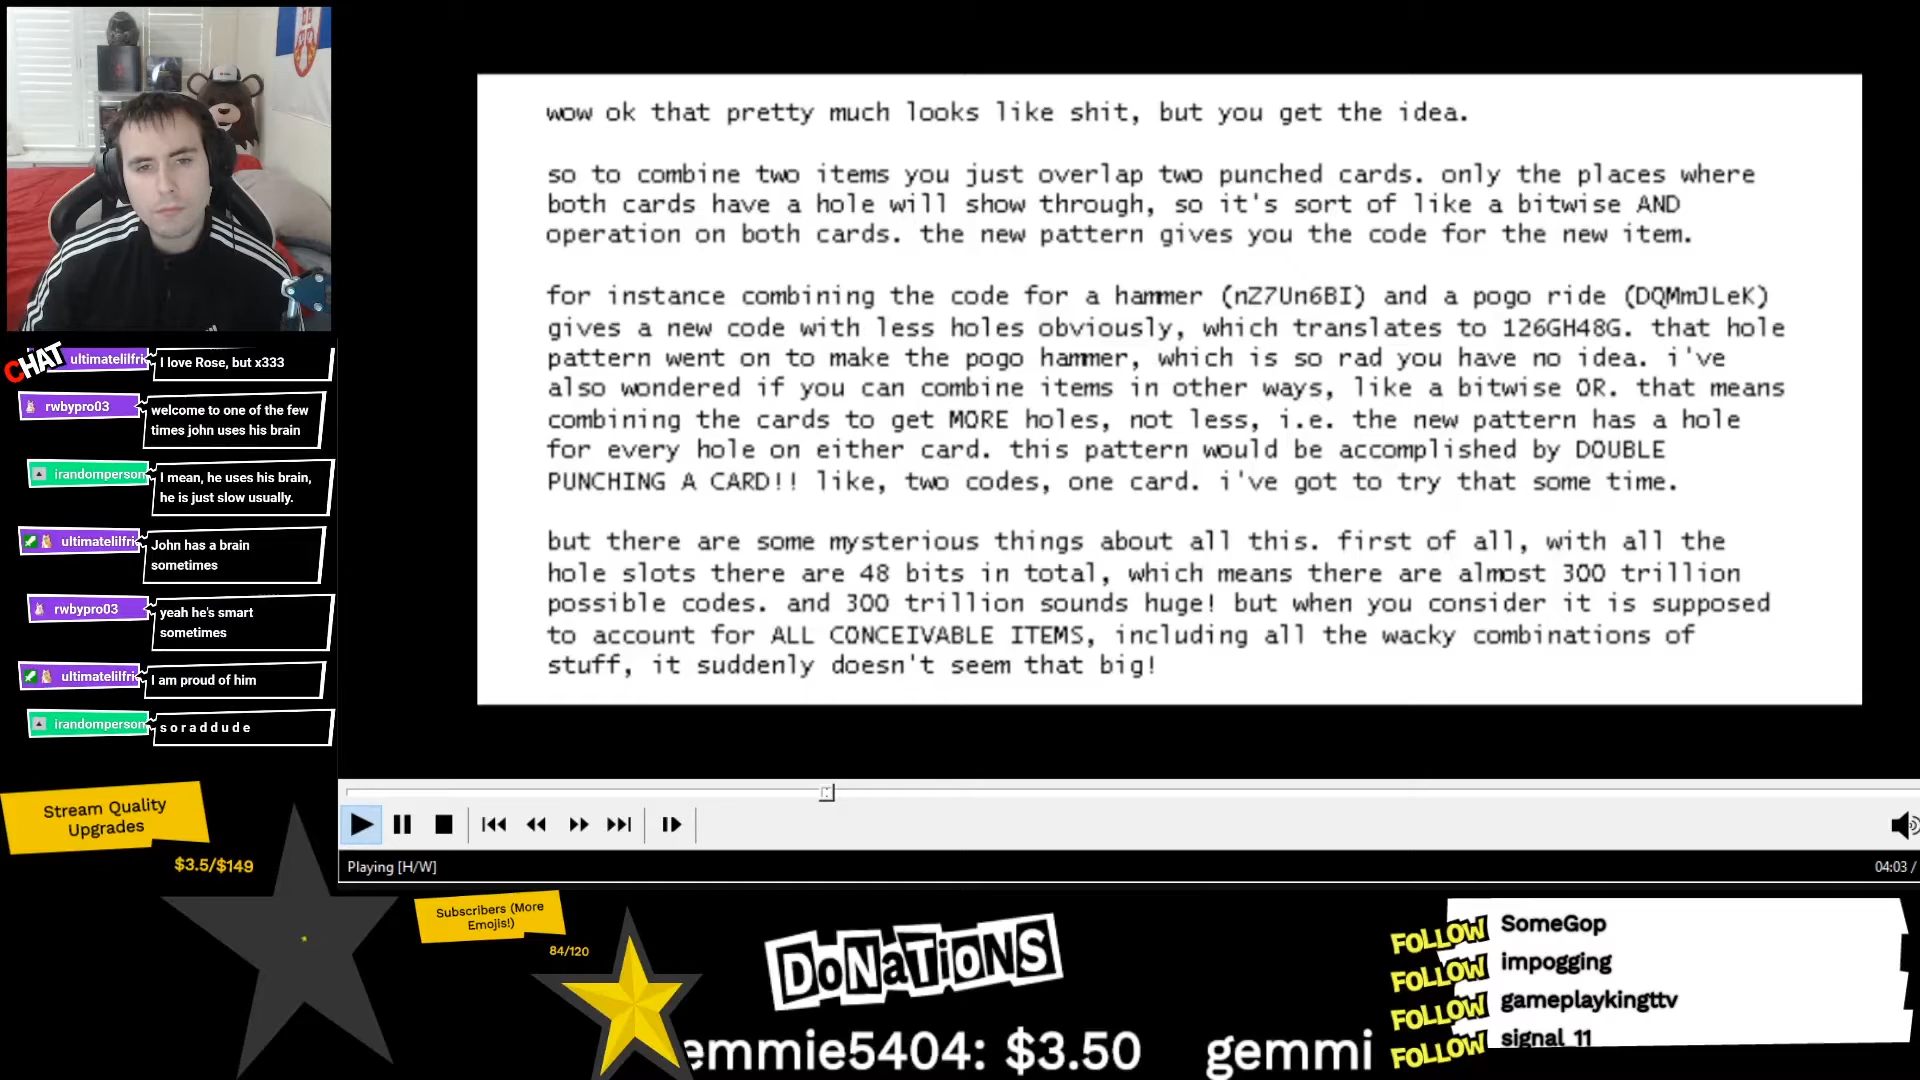 wow ok that pretty much looks like shit, but you get the idea.
so to combine two items you just overlap two punched cards. only the places where
both cards have a hole will show through, so it's sort of like a bitwise AND
operation on both cards. the new pattern gives you the code for the new item.
for instance combining the code for a hammer (nZ7Un6BI) and a pogo ride (DQMmJLeK)
gives a new code with less holes obviously, which translates to 126GH48G. that hole
pattern went on to make the pogo hammer, which is so rad you have no idea. i've
also wondered if you can combine items in other ways, like a bitwise OR. that means
combining the cards to get MORE holes, not less, i.e. the new pattern has a hole
for every hole on either card. this pattern would be accomplished by DOUBLE
PUNCHING A CARD!! like, two codes, one card. i've got to try that some time.
but there are some mysterious things about all this. first of all, with all the
hole slots there are 48 bits in total, which means there are almost 300 trillion
possible codes. and 300 trillion sounds huge! but when you consider it is supposed
to account for ALL CONCEIVABLE ITEMS, including all the wacky combinations of
stuff, it suddenly doesn't seem that big!
CHAT
ultimatelilfri
I love Rose, but x333
rwbypro03
welcome to one of the few
times john uses his brain
irandomperson
I mean, he uses his brain,
he is just slow usually.
ultimatelilfri
John has a brain
sometimes
rwbypro03
yeah he's smart
sometimes
ultimatelilfri
I am proud of him
irandomperson
s o r a d d u d e
Playing [H/W]
04:03 /
Stream Quality
Upgrades
$3.5/$149
Subscribers (More
Emojis!)
84/120
DoNaTiONS
emmie5404: $3.50 gemmi
FOLLOW SomeGop
FOLLOW impogging
FOLLOW gameplaykingttv
FOLLOW signal_11